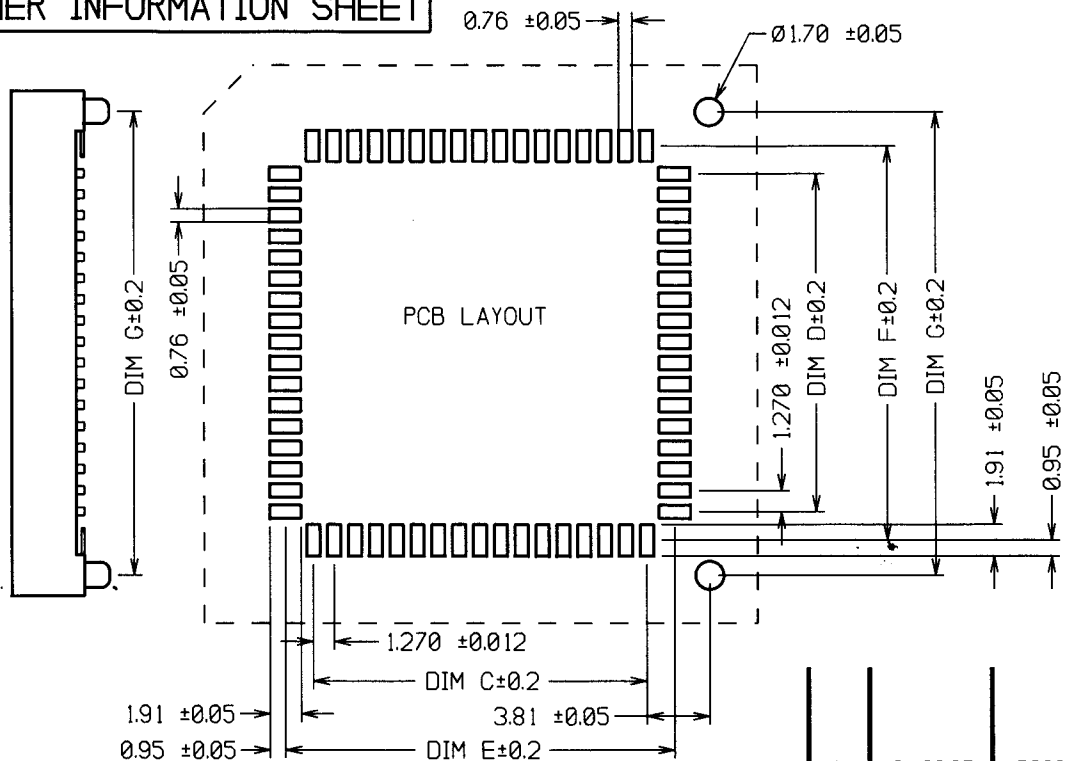 INFORMATION SHEET
0.76 ±0.05
Ø1.70 ±0.05
DIM G±0.2
0.76 ±0.05
PCB LAYOUT
1.270 ±0.012
DIM D±0.2
DIM F±0.2
DIM G±0.2
1.91 ±0.05
0.95 ±0.05
1.270 ±0.012
DIM C±0.2
1.91 ±0.05
3.81 ±0.05
0.95 ±0.05
DIM E±0.2